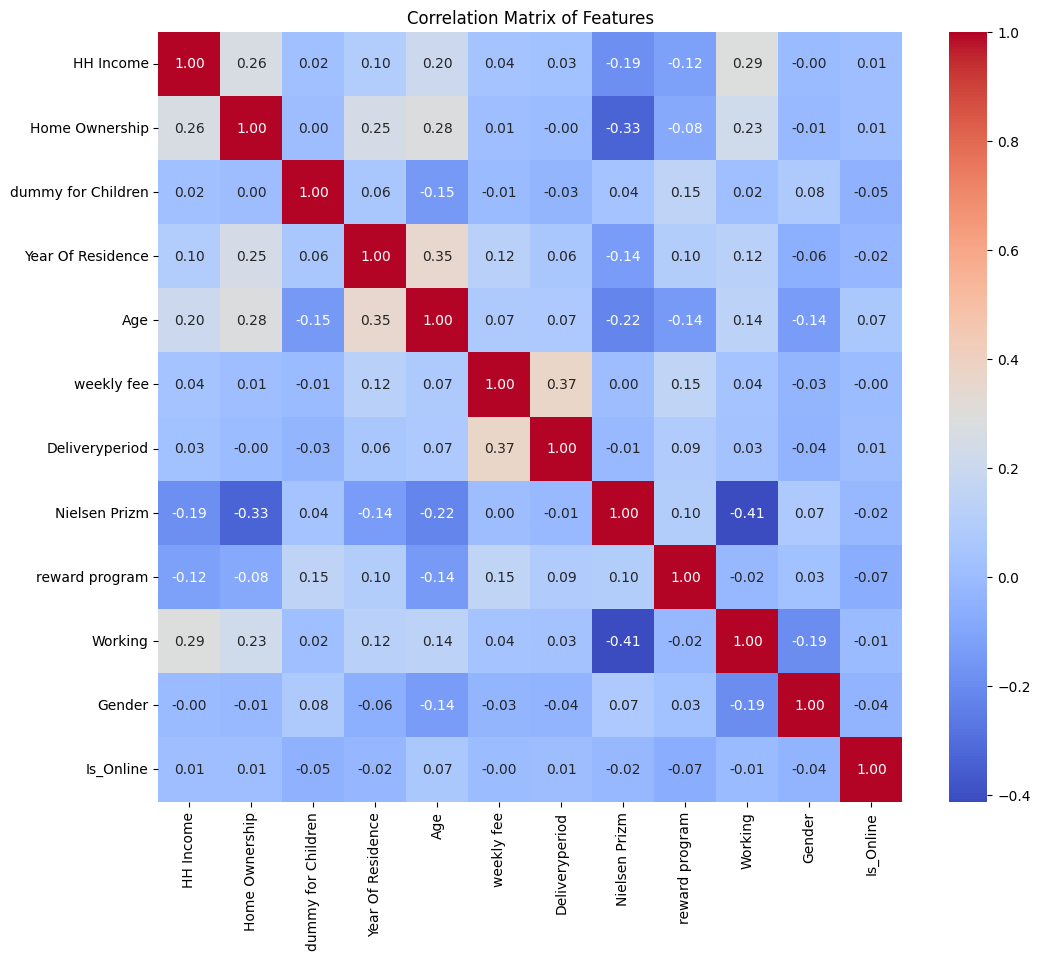 Correlation Matrix of Features
HH Income 1.00 0.26 0.02 0.10 0.20 0.04 0.03 -0.19 -0.12 0.29 -0.00 0.01
Home Ownership 0.26 1.00 0.00 0.25 0.28 0.01 -0.00 -0.33 -0.08 0.23 -0.01 0.01
dummy for Children 0.02 0.00 1.00 0.06 -0.15 -0.01 -0.03 0.04 0.15 0.02 0.08 -0.05
Year Of Residence 0.10 0.25 0.06 1.00 0.35 0.12 0.06 -0.14 0.10 0.12 -0.06 -0.02
Age 0.20 0.28 -0.15 0.35 1.00 0.07 0.07 -0.22 -0.14 0.14 -0.14 0.07
weekly fee 0.04 0.01 -0.01 0.12 0.07 1.00 0.37 0.00 0.15 0.04 -0.03 -0.00
Deliveryperiod 0.03 -0.00 -0.03 0.06 0.07 0.37 1.00 -0.01 0.09 0.03 -0.04 0.01
Nielsen Prizm -0.19 -0.33 0.04 -0.14 -0.22 0.00 -0.01 1.00 0.10 -0.41 0.07 -0.02
reward program -0.12 -0.08 0.15 0.10 -0.14 0.15 0.09 0.10 1.00 -0.02 0.03 -0.07
Working 0.29 0.23 0.02 0.12 0.14 0.04 0.03 -0.41 -0.02 1.00 -0.19 -0.01
Gender -0.00 -0.01 0.08 -0.06 -0.14 -0.03 -0.04 0.07 0.03 -0.19 1.00 -0.04
Is_Online 0.01 0.01 -0.05 -0.02 0.07 -0.00 0.01 -0.02 -0.07 -0.01 -0.04 1.00
HH Income
Home Ownership
dummy for Children
Year Of Residence
Age
weekly fee
Deliveryperiod
Nielsen Prizm
reward program
Working
Gender
Is_Online
1.0
0.8
0.6
0.4
0.2
0.0
−0.2
−0.4